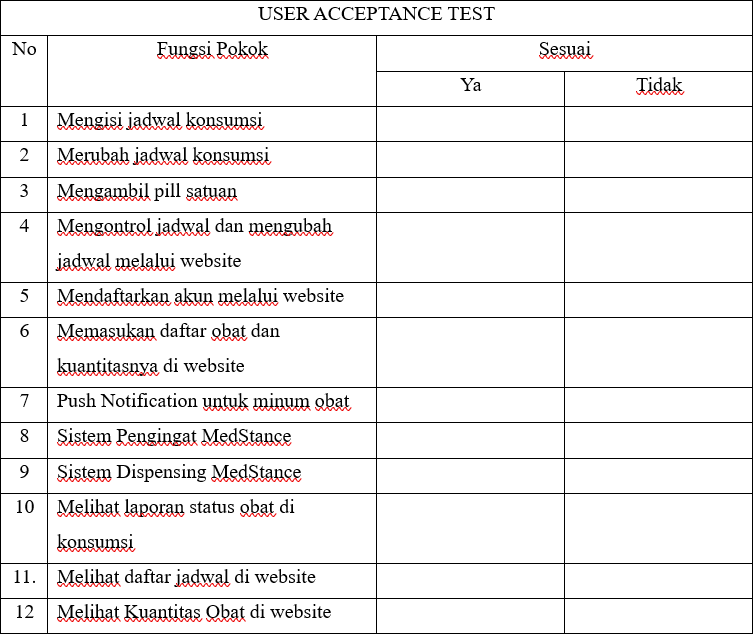 USER ACCEPTANCE TEST
No Fungsi Pokok Sesuai
Ya Tidak
1 Mengisi jadwal konsumsi
2 Merubah jadwal konsumsi
3 Mengambil pill satuan
4 Mengontrol jadwal dan mengubah
jadwal melalui website
5 Mendaftarkan akun melalui website
6 Memasukan daftar obat dan
kuantitasnya di website
7 Push Notification untuk minum obat
8 Sistem Pengingat MedStance
9 Sistem Dispensing MedStance
10 Melihat laporan status obat di
konsumsi
11. Melihat daftar jadwal di website
12 Melihat Kuantitas Obat di website